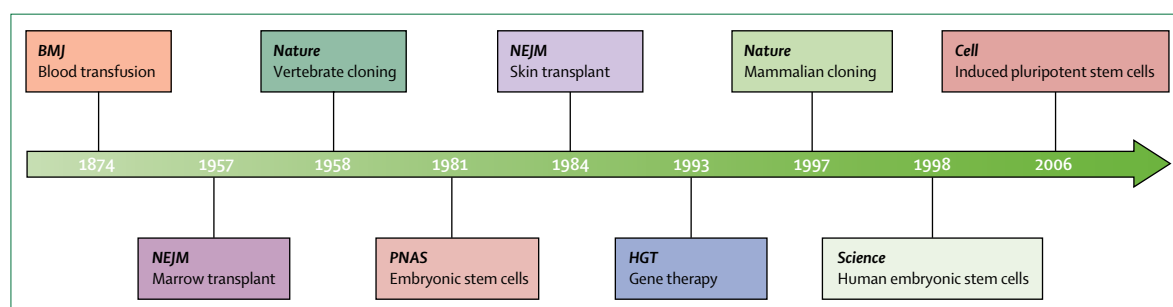 BMJ
Blood transfusion
Nature
Vertebrate cloning
NEJM
Skin transplant
Nature
Mammalian cloning
Cell
Induced pluripotent stem cells
1874
1957
1958
1981
1984
1993
1997
1998
2006
NEJM
Marrow transplant
PNAS
Embryonic stem cells
HGT
Gene therapy
Science
Human embryonic stem cells